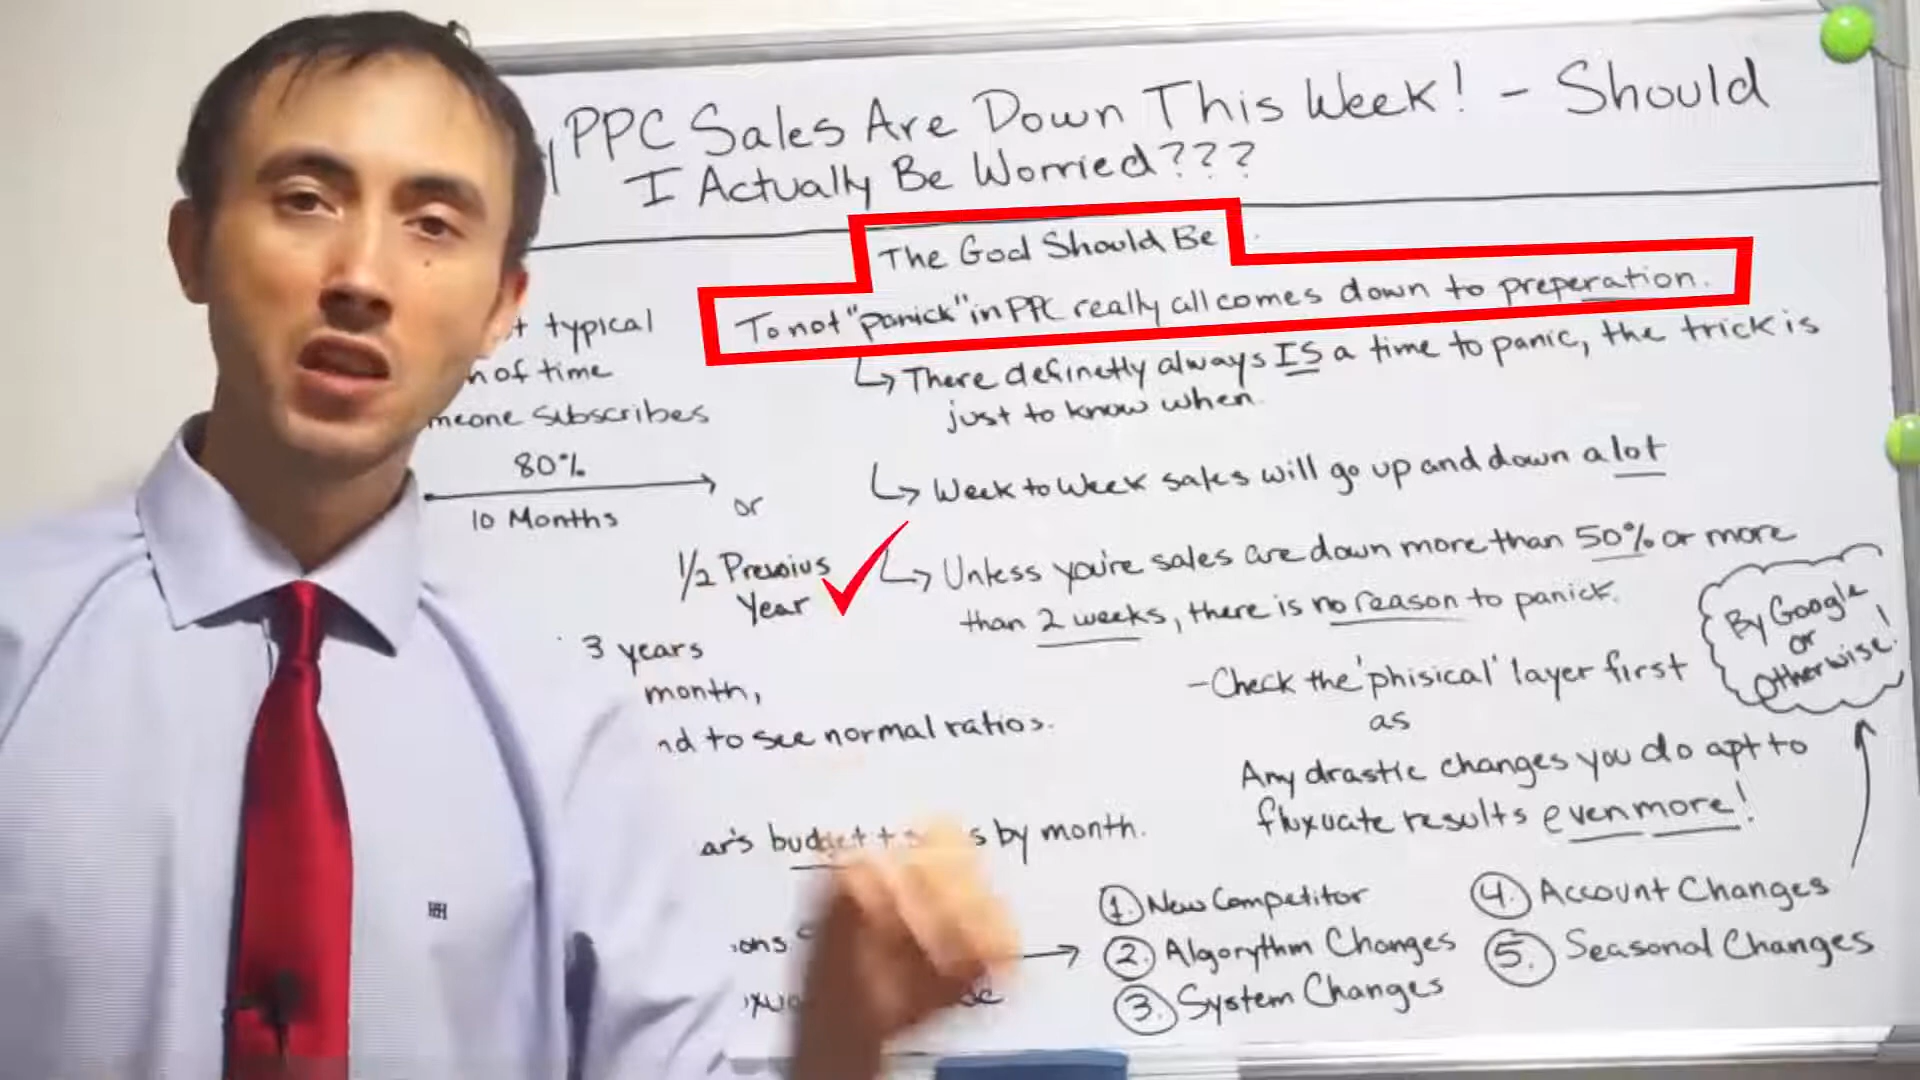 PPC Sales Are Down This Week! - Should
I Actually Be Worried???
The Goal Should Be
To not "panick" in PPC really all comes down to preperation.
↳ There definetly always IS a time to panic, the trick is
just to know when.
↳ Week to Week sales will go up and down a lot
↳ Unless you're sales are down more than 50% or more
than 2 weeks, there is no reason to panick.
- Check the 'phisical' layer first
as
Any drastic changes you do apt to
fluxuate results even more!
By Google
or
Otherwise!
1. New Competitor
2. Algorythm Changes
3. System Changes
4. Account Changes
5. Seasonal Changes
typical
of time
meone subscribes
80%
10 Months
or
1/2 Previous
Year
3 years
month,
nd to see normal ratios.
ar's budget by month.
ons
HH